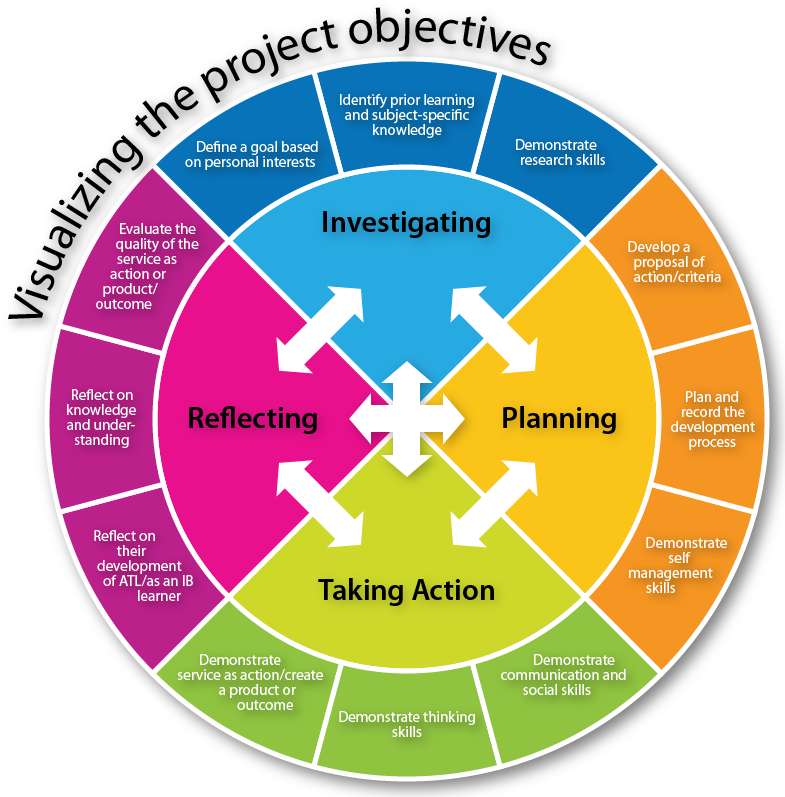 Visualizing the project objectives
Define a goal based
on personal interests
Identify prior learning
and subject-specific
knowledge
Demonstrate
research skills
Investigating
Develop a
proposal of
action/criteria
Plan and
record the
development
process
Demonstrate
self
management
skills
Planning
Demonstrate
communication and
social skills
Demonstrate thinking
skills
Demonstrate
service as action/create
a product or
outcome
Taking Action
Reflect on
their
development
of ATL/as an IB
learner
Reflect on
knowledge
and under-
standing
Evaluate the
quality of the
service as
action or
product/
outcome
Reflecting